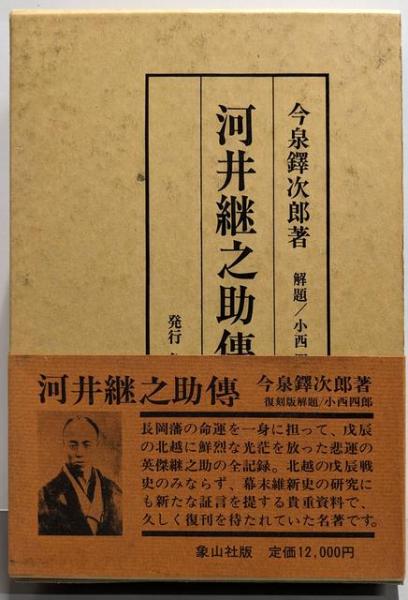 今泉鐸次郎著
解題/小西四
河井継之助傳
発行
河井継之助傳
今泉鐸次郎著
復刻版解題/小西四郎
長岡藩の命運を一身に担って、戊辰
の北越に鮮烈な光茫を放った悲運の
英傑継之助の全記録。北越の戊辰戦
史のみならず、幕末維新史の研究に
も新たな証言を提する貴重資料で、
久しく復刊を待たれていた名著です。
象山社版 定価12,000円